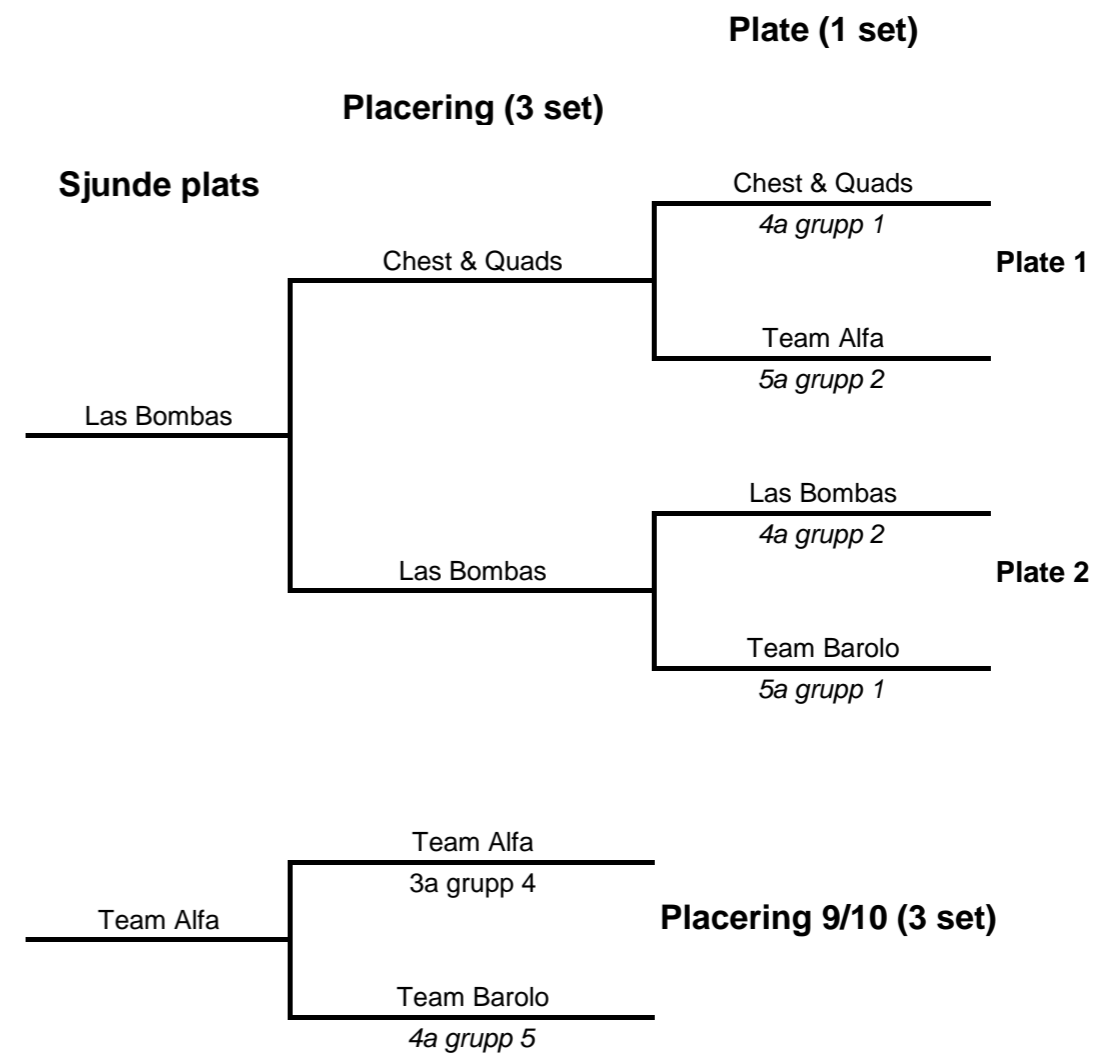 Plate (1 set)
Placering (3 set)
Sjunde plats
Chest & Quads
4a grupp 1
Chest & Quads
Plate 1
Team Alfa
5a grupp 2
Las Bombas
Las Bombas
4a grupp 2
Las Bombas
Plate 2
Team Barolo
5a grupp 1
Team Alfa
3a grupp 4
Team Alfa
Placering 9/10 (3 set)
Team Barolo
4a grupp 5